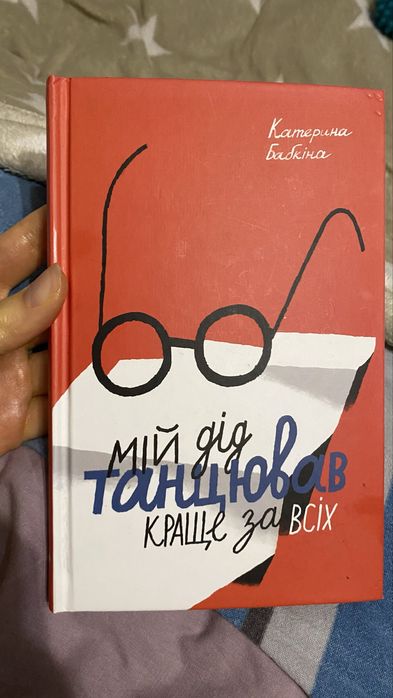 Катерина
Бабкіна
мій дід
танцював
краще за всіх